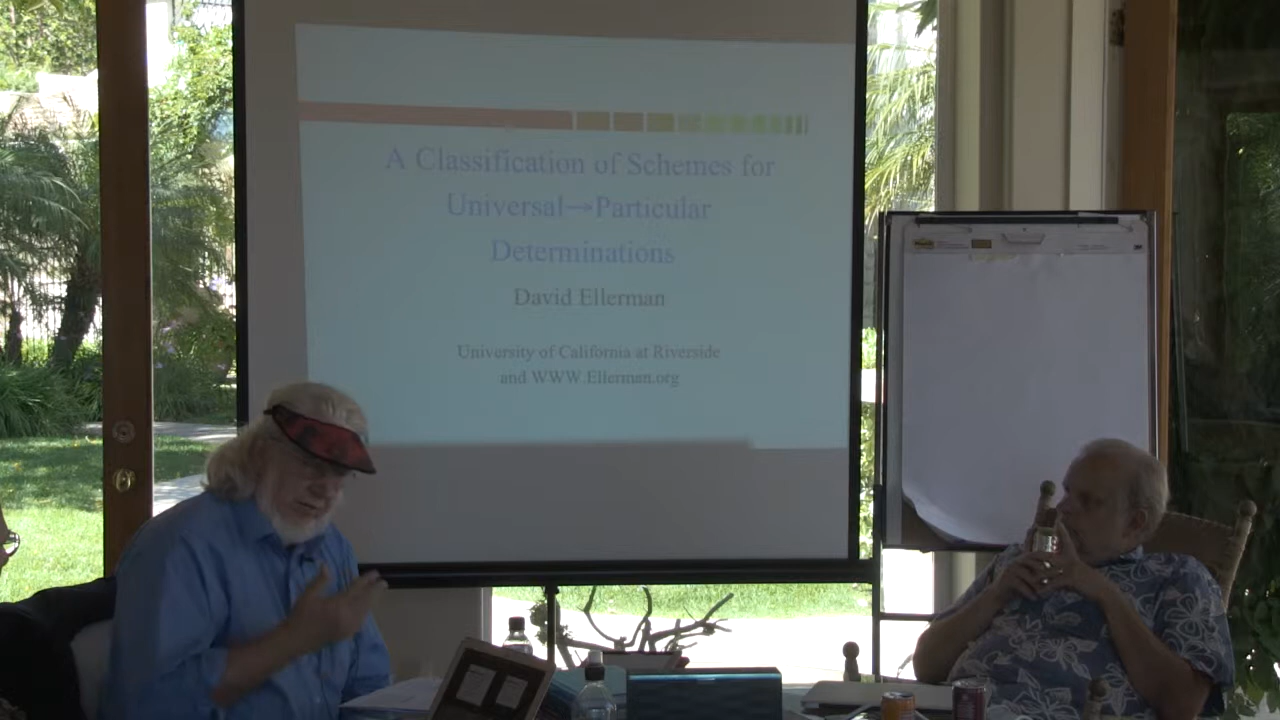 A Classification of Schemes for
Universal→Particular
Determinations
David Ellerman
University of California at Riverside
and WWW.Ellerman.org